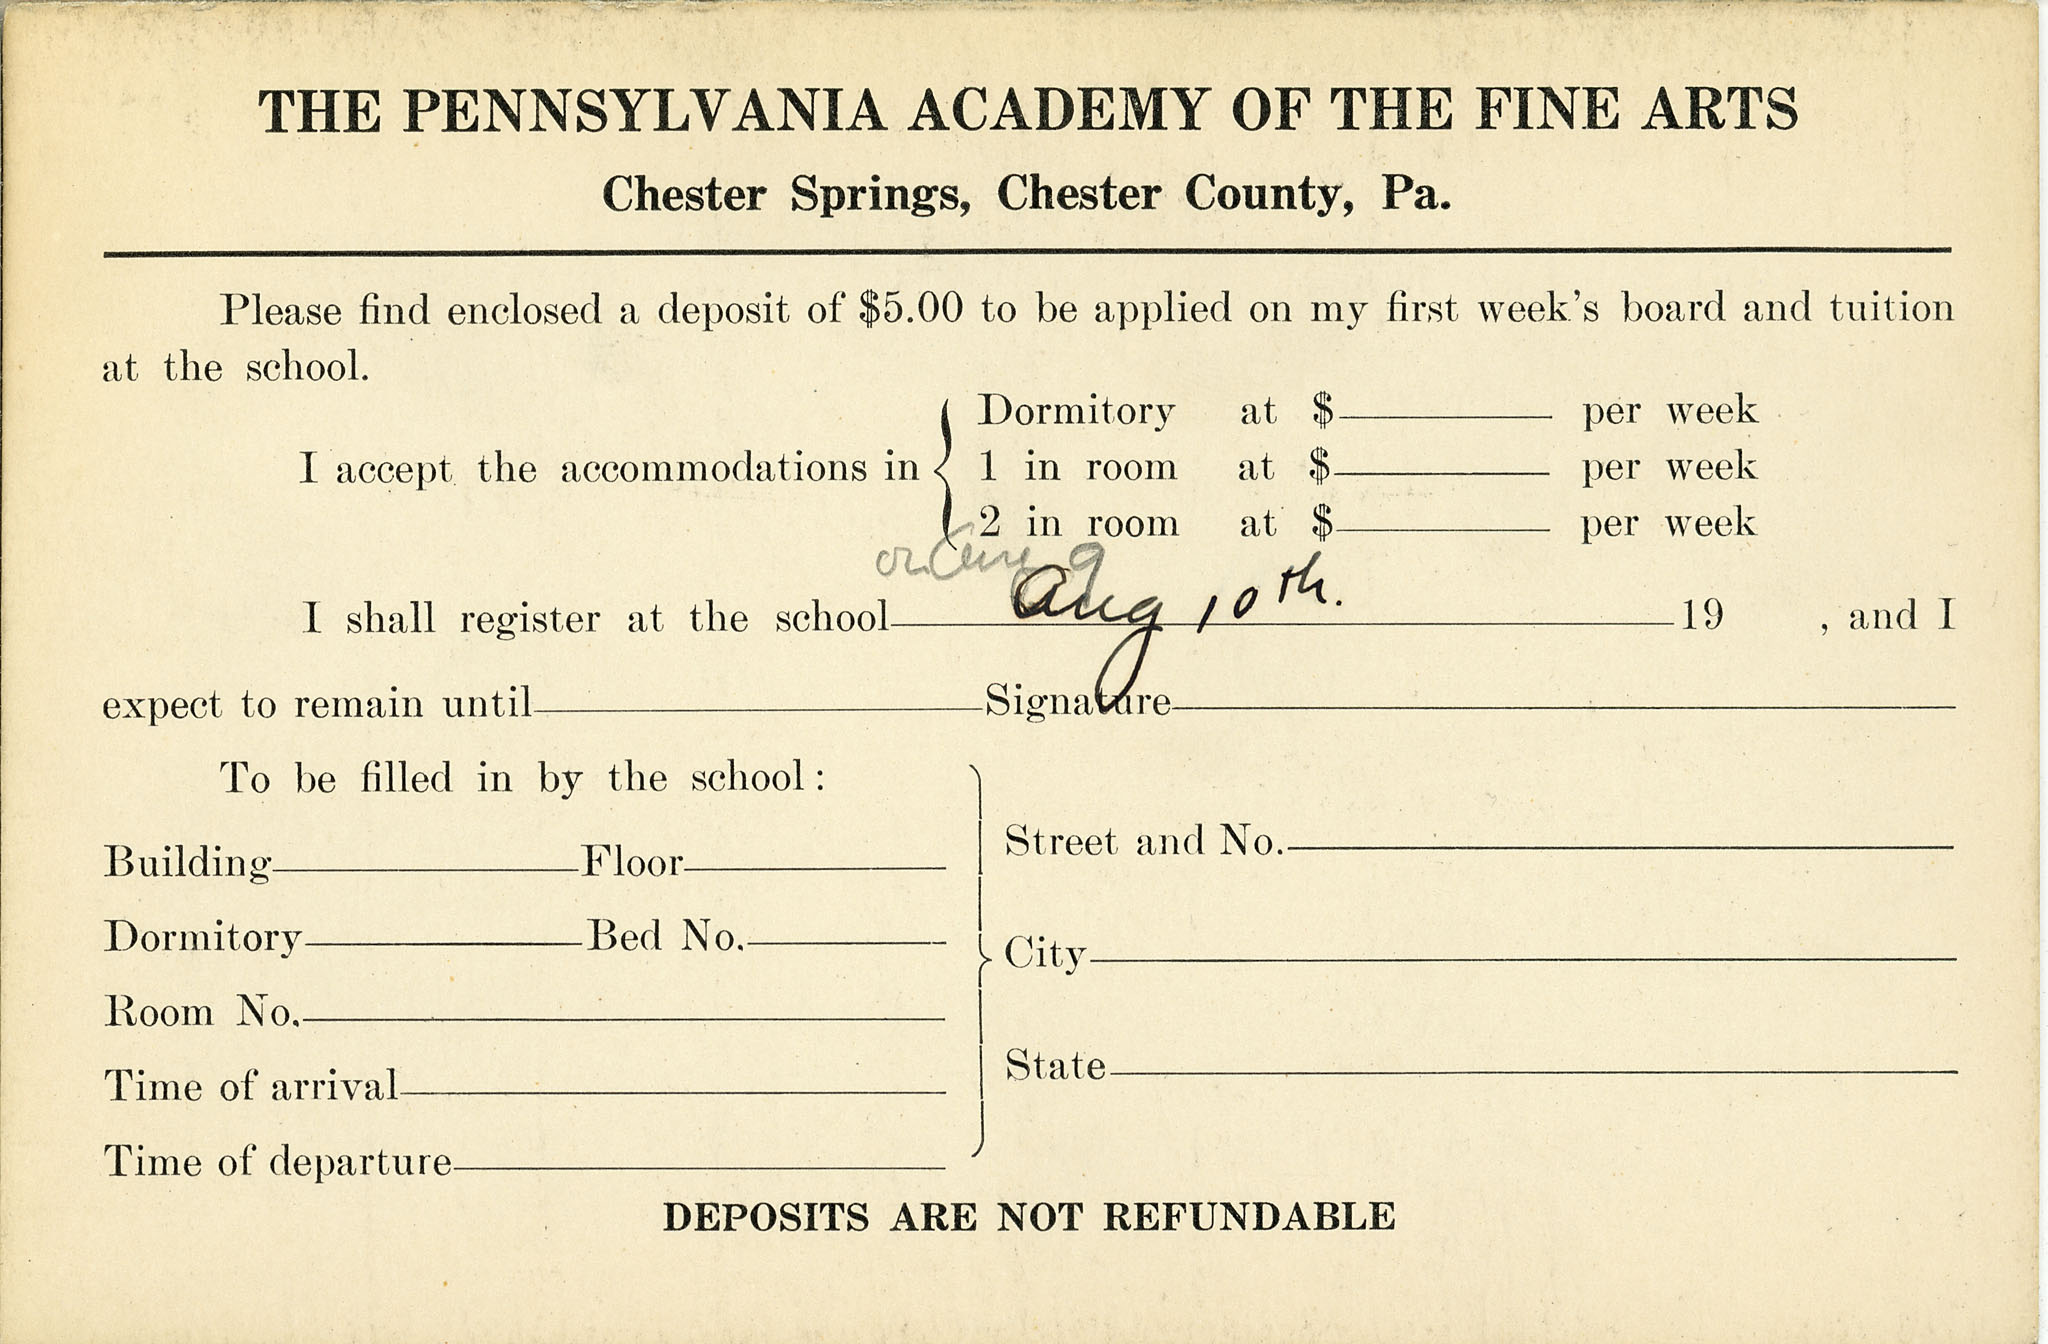 THE PENNSYLVANIA ACADEMY OF THE FINE ARTS
Chester Springs, Chester County, Pa.
Please find enclosed a deposit of $5.00 to be applied on my first week's board and tuition
at the school.
Dormitory at $ per week
I accept the accommodations in 1 in room at $ per week
2 in room at $ per week
or Aug 9
I shall register at the school Aug 10th. 19 , and I
expect to remain until Signature
To be filled in by the school:
Building Floor
Dormitory Bed No.
Room No.
Time of arrival
Time of departure
Street and No.
City
State
DEPOSITS ARE NOT REFUNDABLE